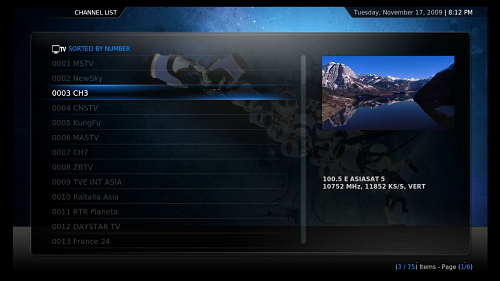 CHANNEL LIST
Tuesday, November 17, 2009 | 8:12 PM
TV SORTED BY NUMBER
0001 MSTV
0002 NewSky
0003 CH3
0004 CNSTV
0005 KungFu
0006 MASTV
0007 CH7
0008 ZBTV
0009 TVE INT ASIA
0010 Raitalia Asia
0011 RTR Planeta
0012 DAYSTAR TV
0013 France 24
100.5 E ASIASAT 5
10752 MHz, 11852 KS/S, VERT
(3 / 75) Items - Page (1/6)